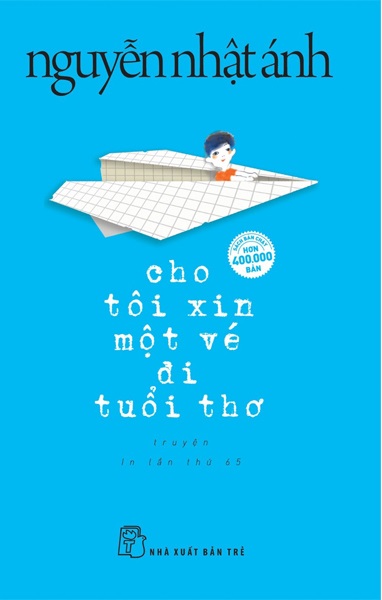 nguyễn nhật ánh
SÁCH BÁN CHẠY
HƠN
400.000
BẢN
cho
tôi xin
một vé
đi
tuổi thơ
truyện
In lần thứ 65
NHÀ XUẤT BẢN TRẺ